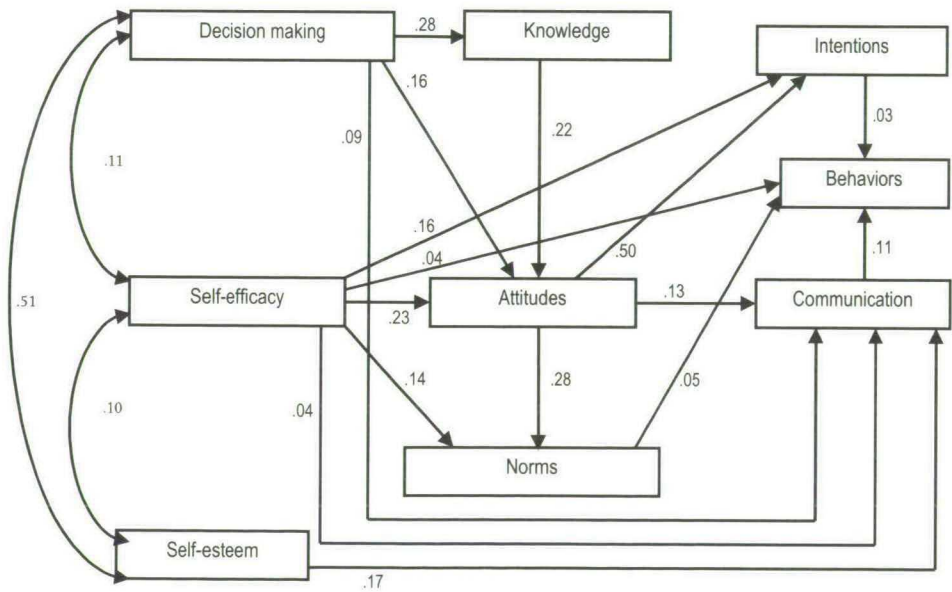 Decision making
.28
Knowledge
Intentions
.16
.03
.09
.22
.11
Behaviors
.16
.04
.50
.11
.51
Self-efficacy
.23
Attitudes
.13
Communication
.14
.28
.05
.10
.04
Norms
Self-esteem
.17